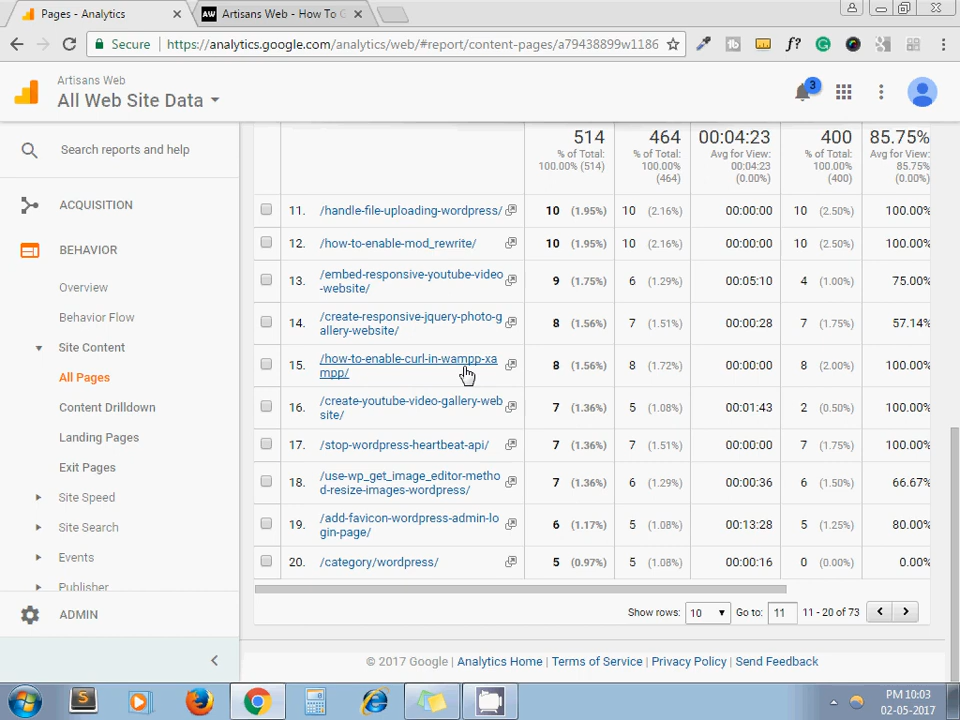 Pages - Analytics
Artisans Web - How To G
Secure
https://analytics.google.com/analytics/web/#report/content-pages/a79438899w1186
Artisans Web
All Web Site Data
3
Search reports and help
ACQUISITION
BEHAVIOR
Overview
Behavior Flow
Site Content
All Pages
Content Drilldown
Landing Pages
Exit Pages
Site Speed
Site Search
Events
Publisher
ADMIN
514 464 00:04:23 400 85.75%
% of Total: % of Total: Avg for View: % of Total: Avg for View:
100.00% (514) 100.00% 00:04:23 100.00% 85.75%
(464) (0.00%) (400) (0.00%)
11. /handle-file-uploading-wordpress/ 10 (1.95%) 10 (2.16%) 00:00:00 10 (2.50%) 100.00%
12. /how-to-enable-mod_rewrite/ 10 (1.95%) 10 (2.16%) 00:00:00 10 (2.50%) 100.00%
13. /embed-responsive-youtube-video
-website/ 9 (1.75%) 6 (1.29%) 00:05:10 4 (1.00%) 75.00%
14. /create-responsive-jquery-photo-g
allery-website/ 8 (1.56%) 7 (1.51%) 00:00:28 7 (1.75%) 57.14%
15. /how-to-enable-curl-in-wampp-xa
mpp/ 8 (1.56%) 8 (1.72%) 00:00:00 8 (2.00%) 100.00%
16. /create-youtube-video-gallery-web
site/ 7 (1.36%) 5 (1.08%) 00:01:43 2 (0.50%) 100.00%
17. /stop-wordpress-heartbeat-api/ 7 (1.36%) 7 (1.51%) 00:00:00 7 (1.75%) 100.00%
18. /use-wp_get_image_editor-metho
d-resize-images-wordpress/ 7 (1.36%) 6 (1.29%) 00:00:36 6 (1.50%) 66.67%
19. /add-favicon-wordpress-admin-lo
gin-page/ 6 (1.17%) 5 (1.08%) 00:13:28 5 (1.25%) 80.00%
20. /category/wordpress/ 5 (0.97%) 5 (1.08%) 00:00:16 0 (0.00%) 0.00%
Show rows: 10 Go to: 11 11 - 20 of 73
© 2017 Google | Analytics Home | Terms of Service | Privacy Policy | Send Feedback
PM 10:03
02-05-2017